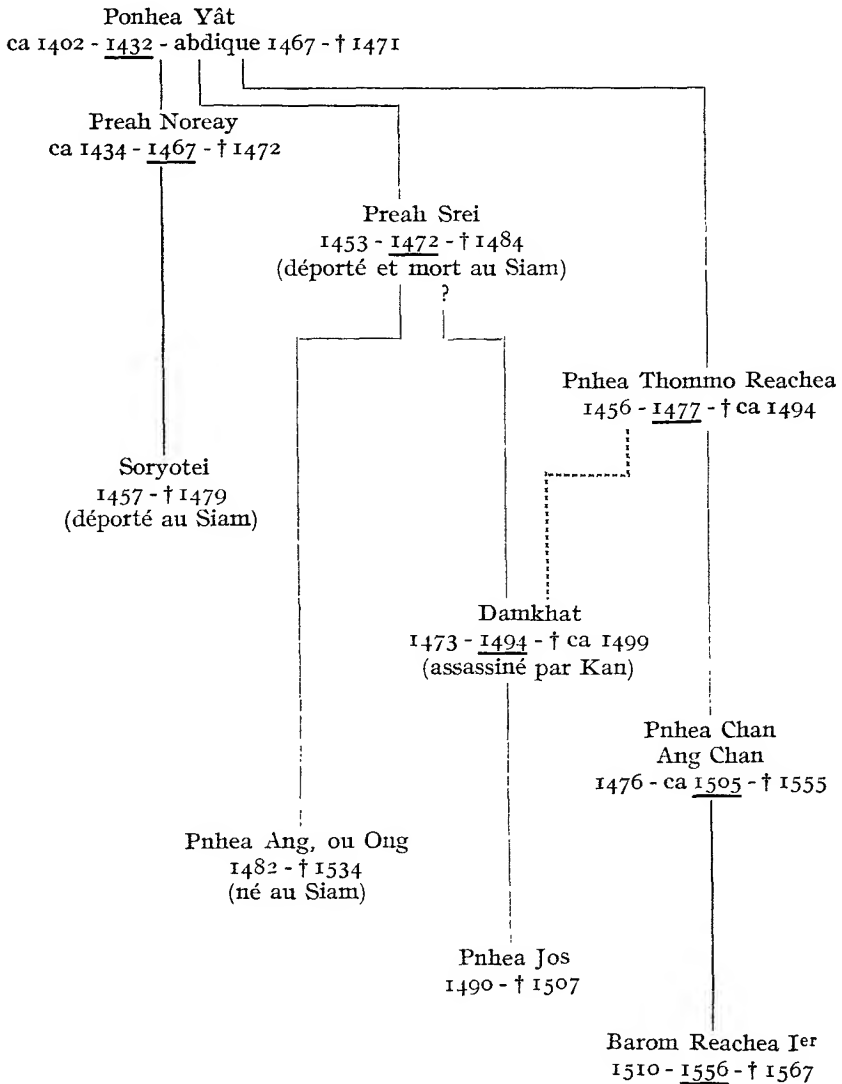 Ponhea Yât
ca 1402 - 1432 - abdique 1467 - † 1471
Preah Noreay
ca 1434 - 1467 - † 1472
Preah Srei
1453 - 1472 - † 1484
(déporté et mort au Siam)
?
Pnhea Thommo Reachea
1456 - 1477 - † ca 1494
Soryotei
1457 - † 1479
(déporté au Siam)
Damkhat
1473 - 1494 - † ca 1499
(assassiné par Kan)
Pnhea Chan
Ang Chan
1476 - ca 1505 - † 1555
Pnhea Ang, ou Ong
1482 - † 1534
(né au Siam)
Pnhea Jos
1490 - † 1507
Barom Reachea Ier
1510 - 1556 - † 1567